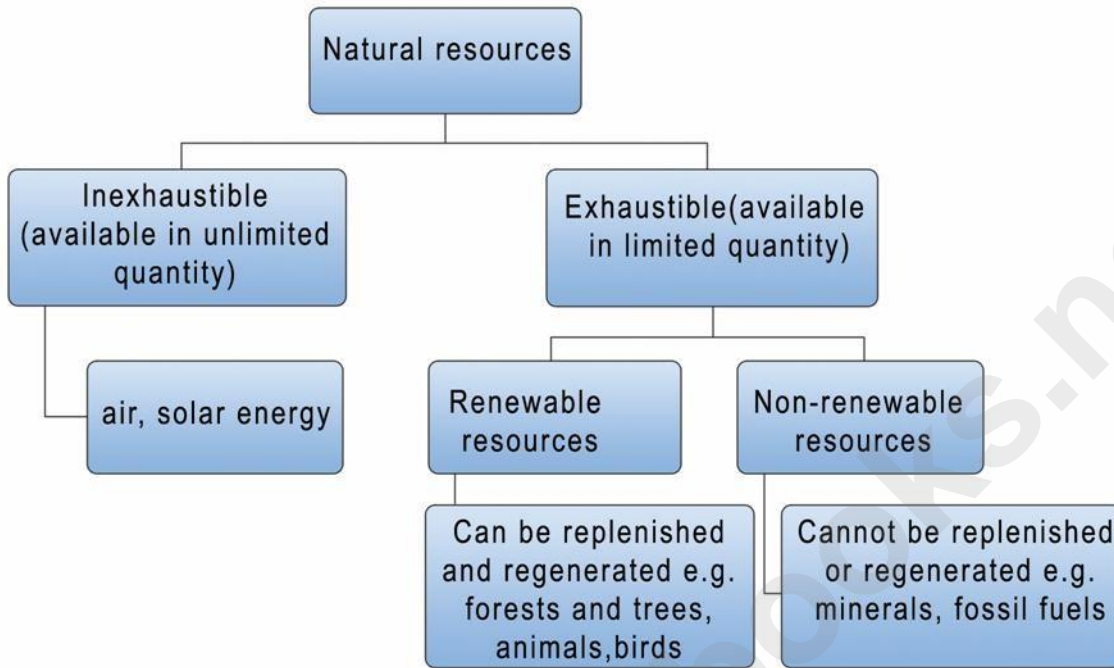 Natural resources
Inexhaustible
(available in unlimited
quantity)
Exhaustible(available
in limited quantity)
air, solar energy
Renewable
resources
Non-renewable
resources
Can be replenished
and regenerated e.g.
forests and trees,
animals,birds
Cannot be replenished
or regenerated e.g.
minerals, fossil fuels